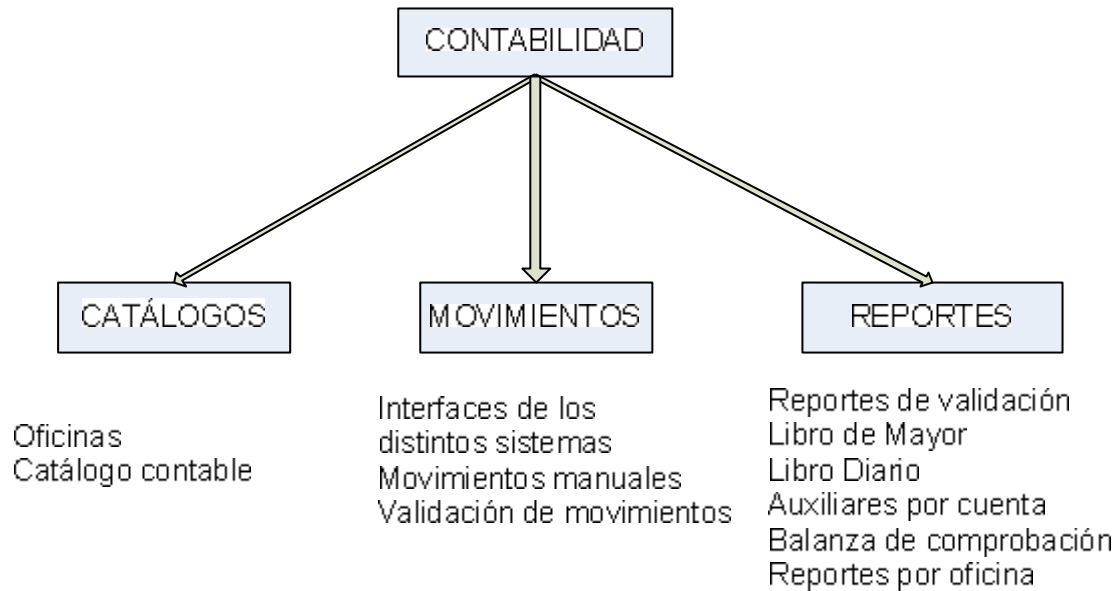 CONTABILIDAD
CATÁLOGOS
MOVIMIENTOS
REPORTES
Oficinas
Catálogo contable
Interfaces de los
distintos sistemas
Movimientos manuales
Validación de movimientos
Reportes de validación
Libro de Mayor
Libro Diario
Auxiliares por cuenta
Balanza de comprobación
Reportes por oficina